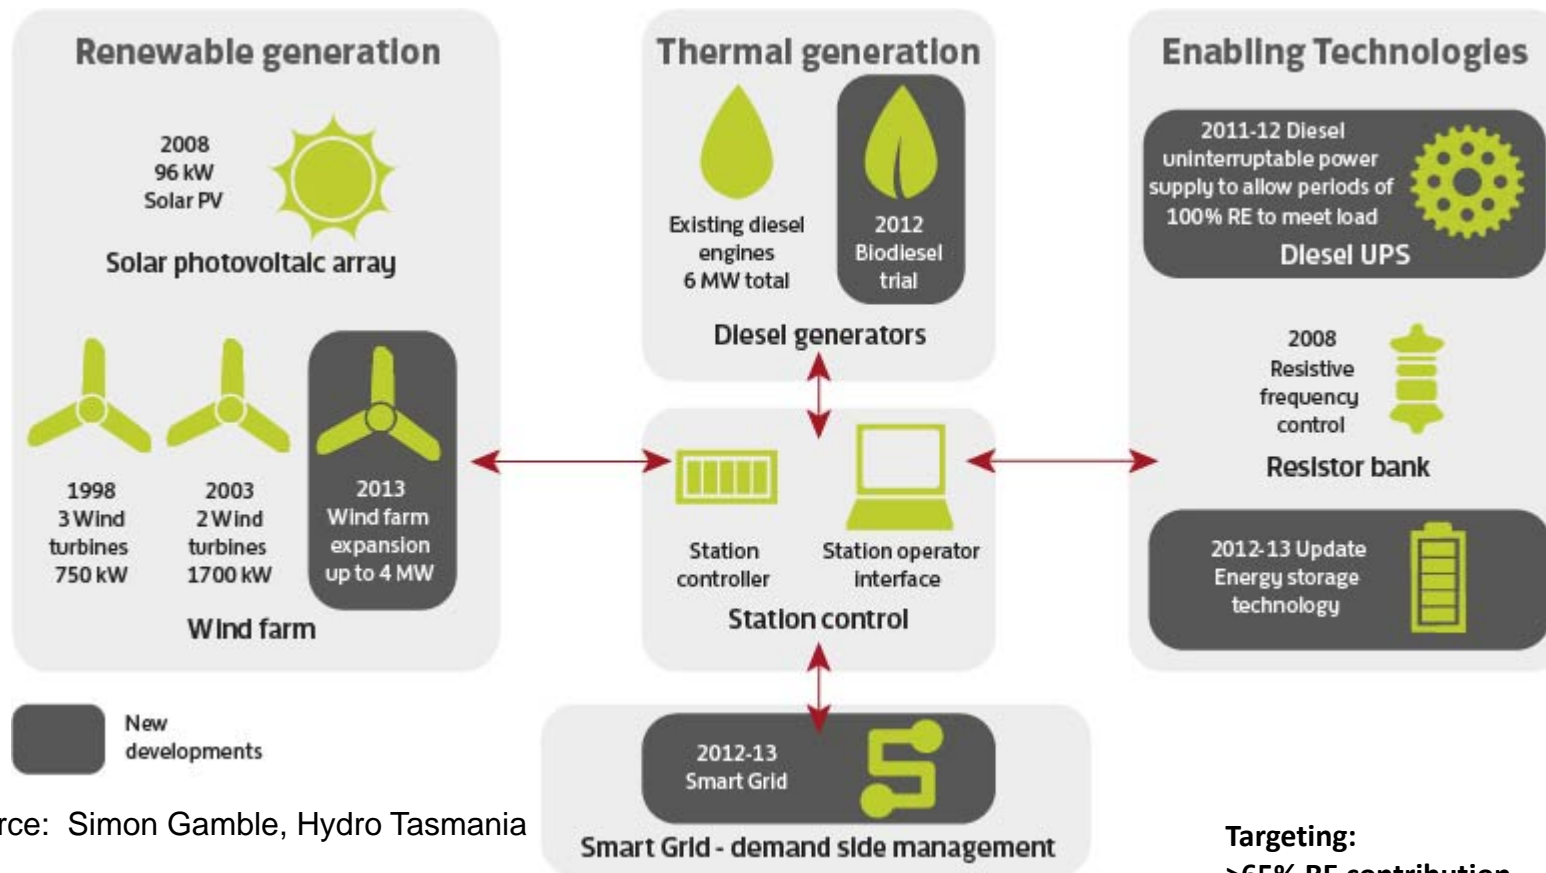 Renewable generation
2008
96 kW
Solar PV
Solar photovoltaic array
1998
3 Wind
turbines
750 kW
2003
2 Wind
turbines
1700 kW
2013
Wind farm
expansion
up to 4 MW
Wind farm
Thermal generation
Existing diesel
engines
6 MW total
2012
Biodiesel
trial
Diesel generators
Station
controller
Station operator
interface
Station control
2012-13
Smart Grid
Smart Grid - demand side management
Enabling Technologies
2011-12 Diesel
uninterruptable power
supply to allow periods of
100% RE to meet load
Diesel UPS
2008
Resistive
frequency
control
Resistor bank
2012-13 Update
Energy storage
technology
New
developments
rce: Simon Gamble, Hydro Tasmania
Targeting:
>65% RE contribution